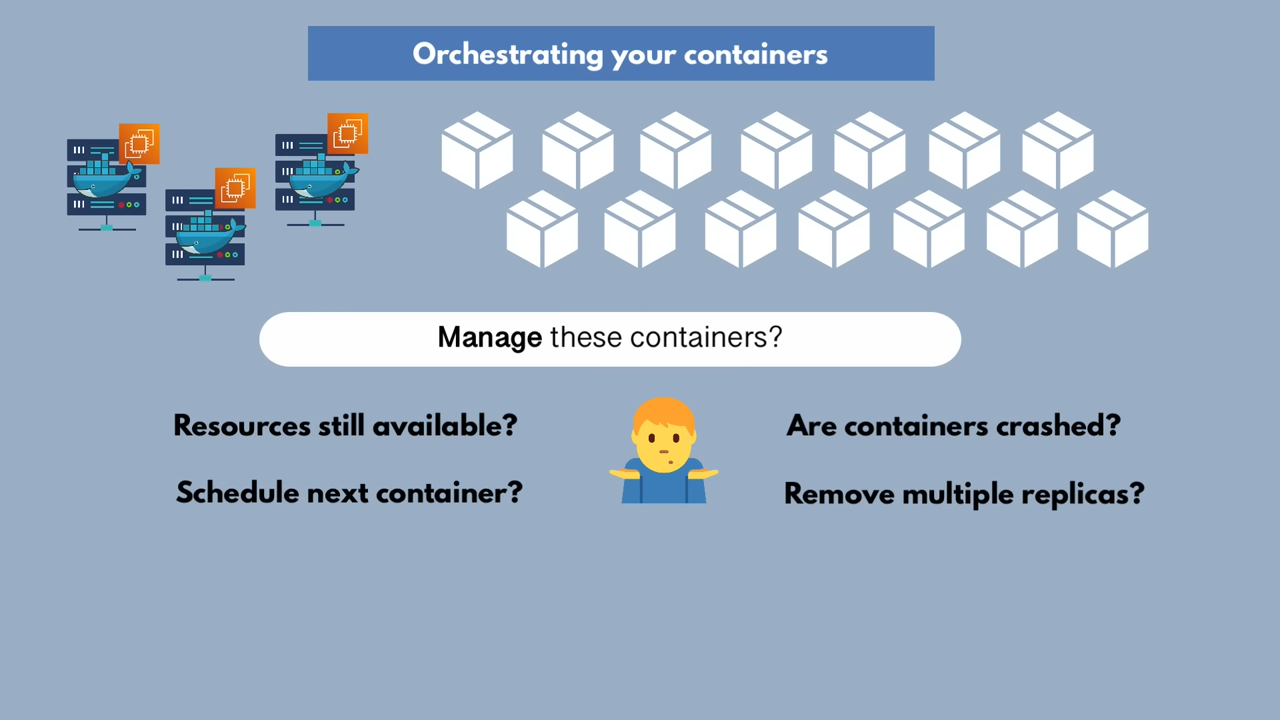 Orchestrating your containers
Manage these containers?
Resources still available?
Are containers crashed?
Schedule next container?
Remove multiple replicas?